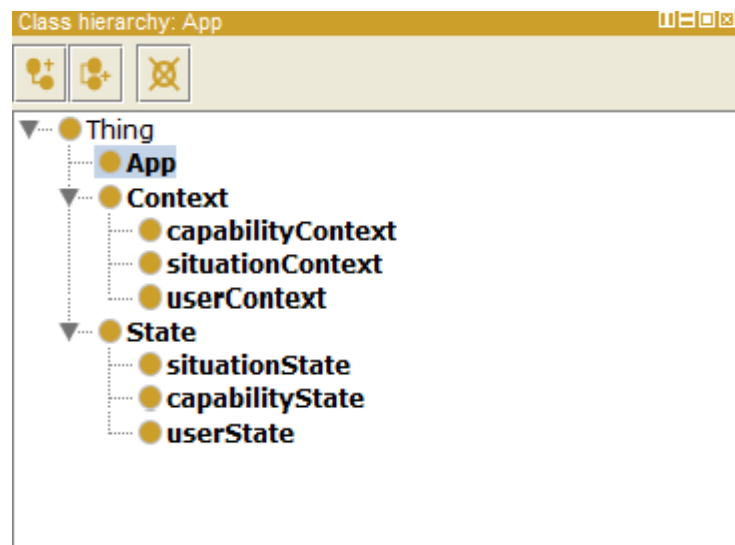 Class hierarchy: App
Thing
App
Context
capabilityContext
situationContext
userContext
State
situationState
capabilityState
userState